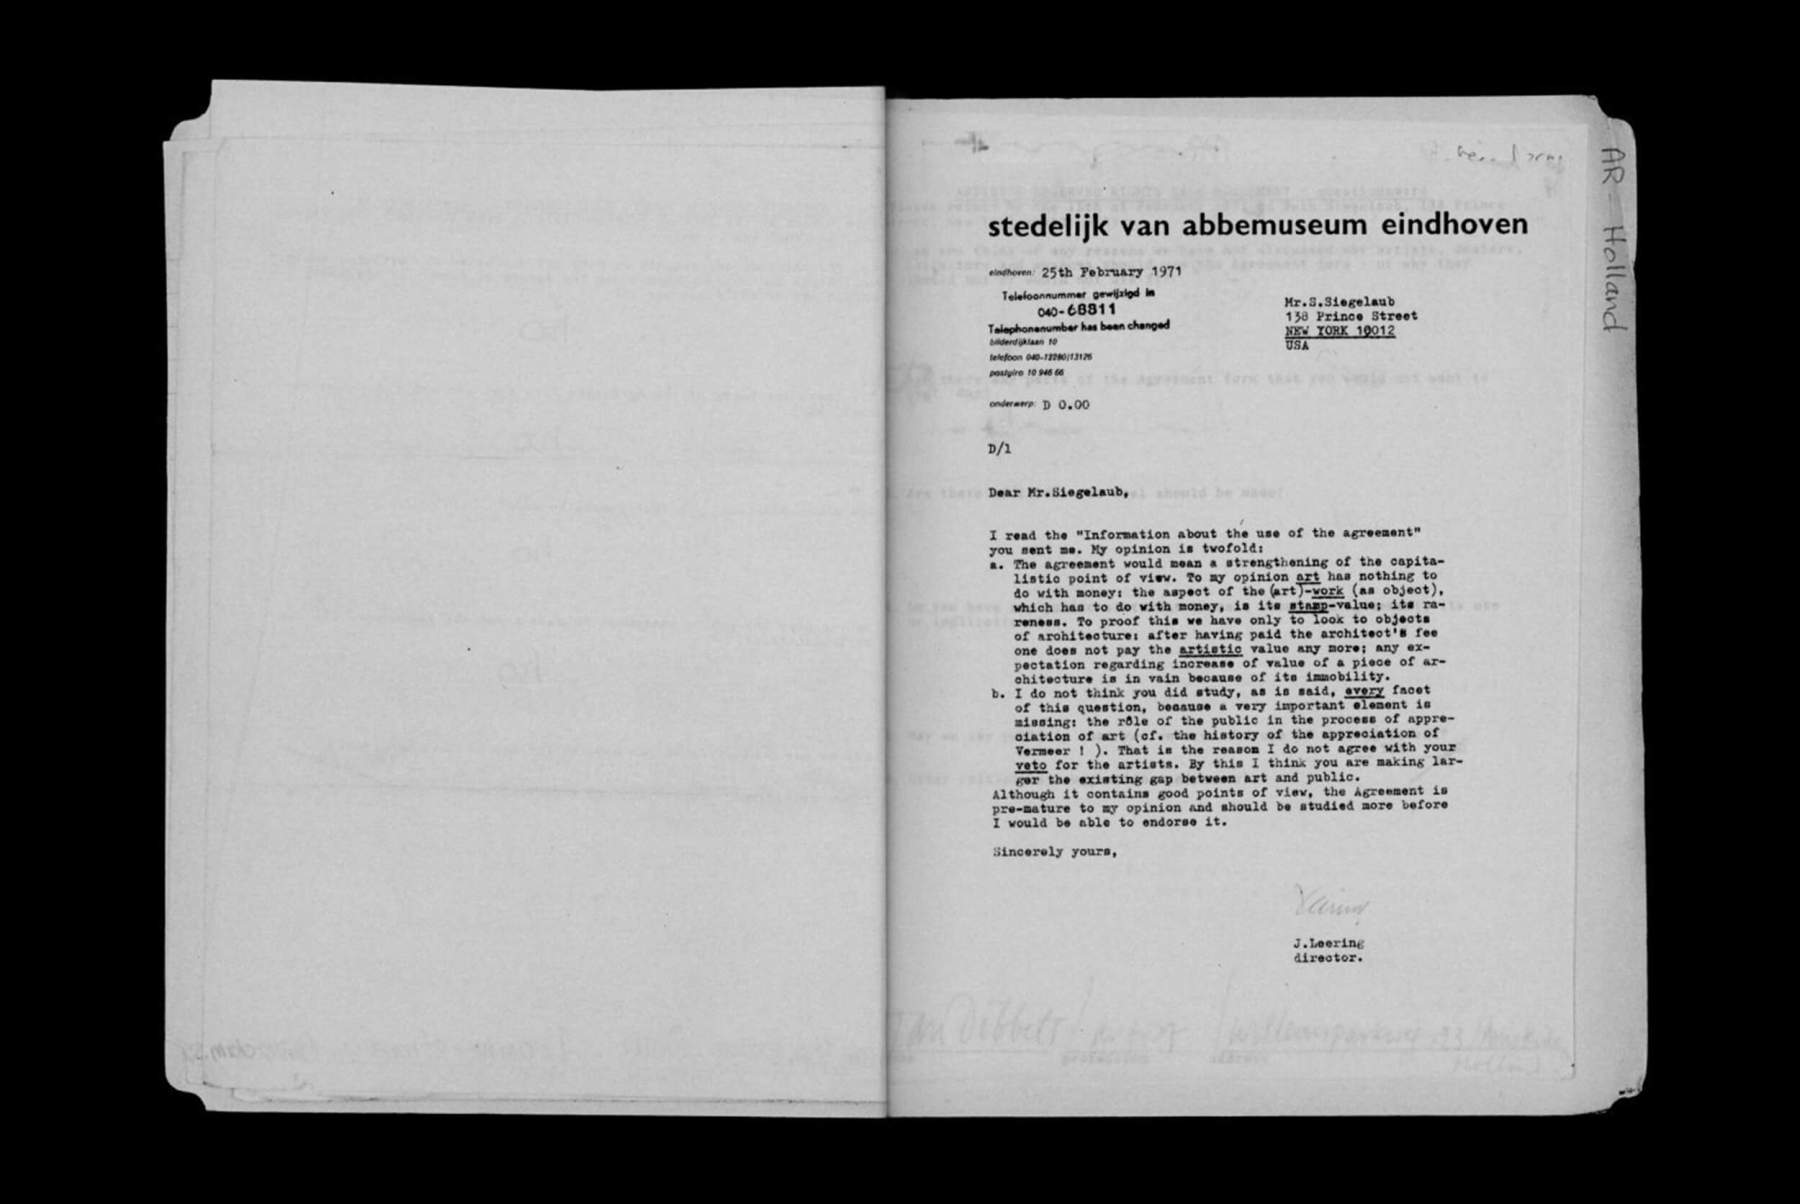 AR - Holland
stedelijk van abbemuseum eindhoven
eindhoven: 25th February 1971
Telefoonnummer gewijzigd in
040-68811
Telephonenumber has been changed
bilderdijklaan 10
telefoon 040-12280/13126
postgiro 10 946 66
Mr.S.Siegelaub
138 Prince Street
NEW YORK 10012
USA
onderwerp: D 0.00
D/1
Dear Mr.Siegelaub,
I read the "Information about the use of the agreement"
you sent me. My opinion is twofold:
a. The agreement would mean a strengthening of the capita-
listic point of view. To my opinion art has nothing to
do with money: the aspect of the (art)-work (as object),
which has to do with money, is its stamp-value; its ra-
reness. To proof this we have only to look to objects
of architecture: after having paid the architect's fee
one does not pay the artistic value any more; any ex-
pectation regarding increase of value of a piece of ar-
chitecture is in vain because of its immobility.
b. I do not think you did study, as is said, every facet
of this question, because a very important element is
missing: the rôle of the public in the process of appre-
ciation of art (cf. the history of the appreciation of
Vermeer ! ). That is the reason I do not agree with your
veto for the artists. By this I think you are making lar-
ger the existing gap between art and public.
Although it contains good points of view, the Agreement is
pre-mature to my opinion and should be studied more before
I would be able to endorse it.
Sincerely yours,
J.Leering
director.